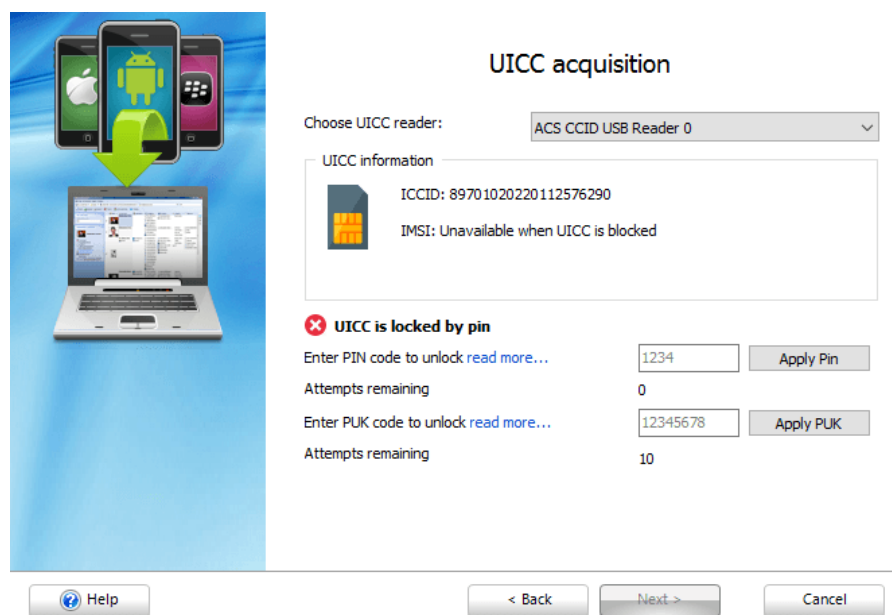 UICC acquisition
Choose UICC reader:
ACS CCID USB Reader 0
UICC information
ICCID: 89701020220112576290
IMSI: Unavailable when UICC is blocked
UICC is locked by pin
Enter PIN code to unlock read more...
1234
Apply Pin
Attempts remaining
0
Enter PUK code to unlock read more...
12345678
Apply PUK
Attempts remaining
10
Help
< Back
Next >
Cancel